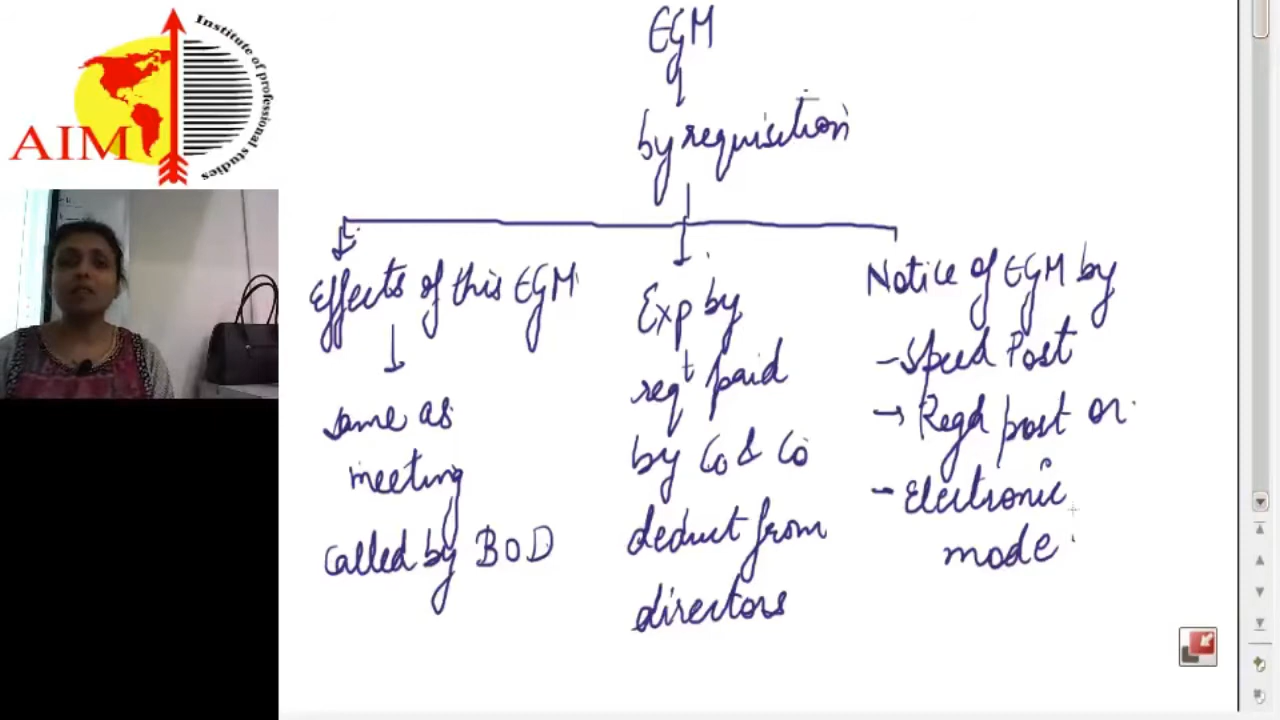 AIM
Institute of professional studies
EGM
by requisition
Effects of this EGM
same as
meeting
called by BOD
Exp by
reqt paid
by Co & Co
deduct from
directors
Notice of EGM by
- Speed Post
→ Regd post or
- Electronic
mode